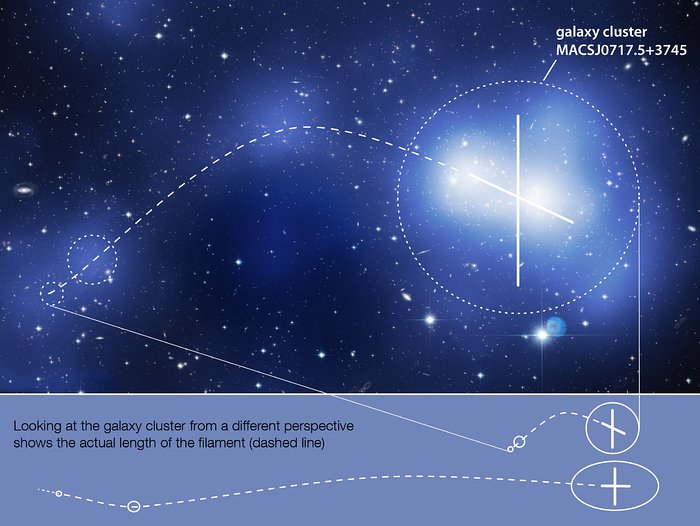 galaxy cluster
MACSJ0717.5+3745
Looking at the galaxy cluster from a different perspective
shows the actual length of the filament (dashed line)